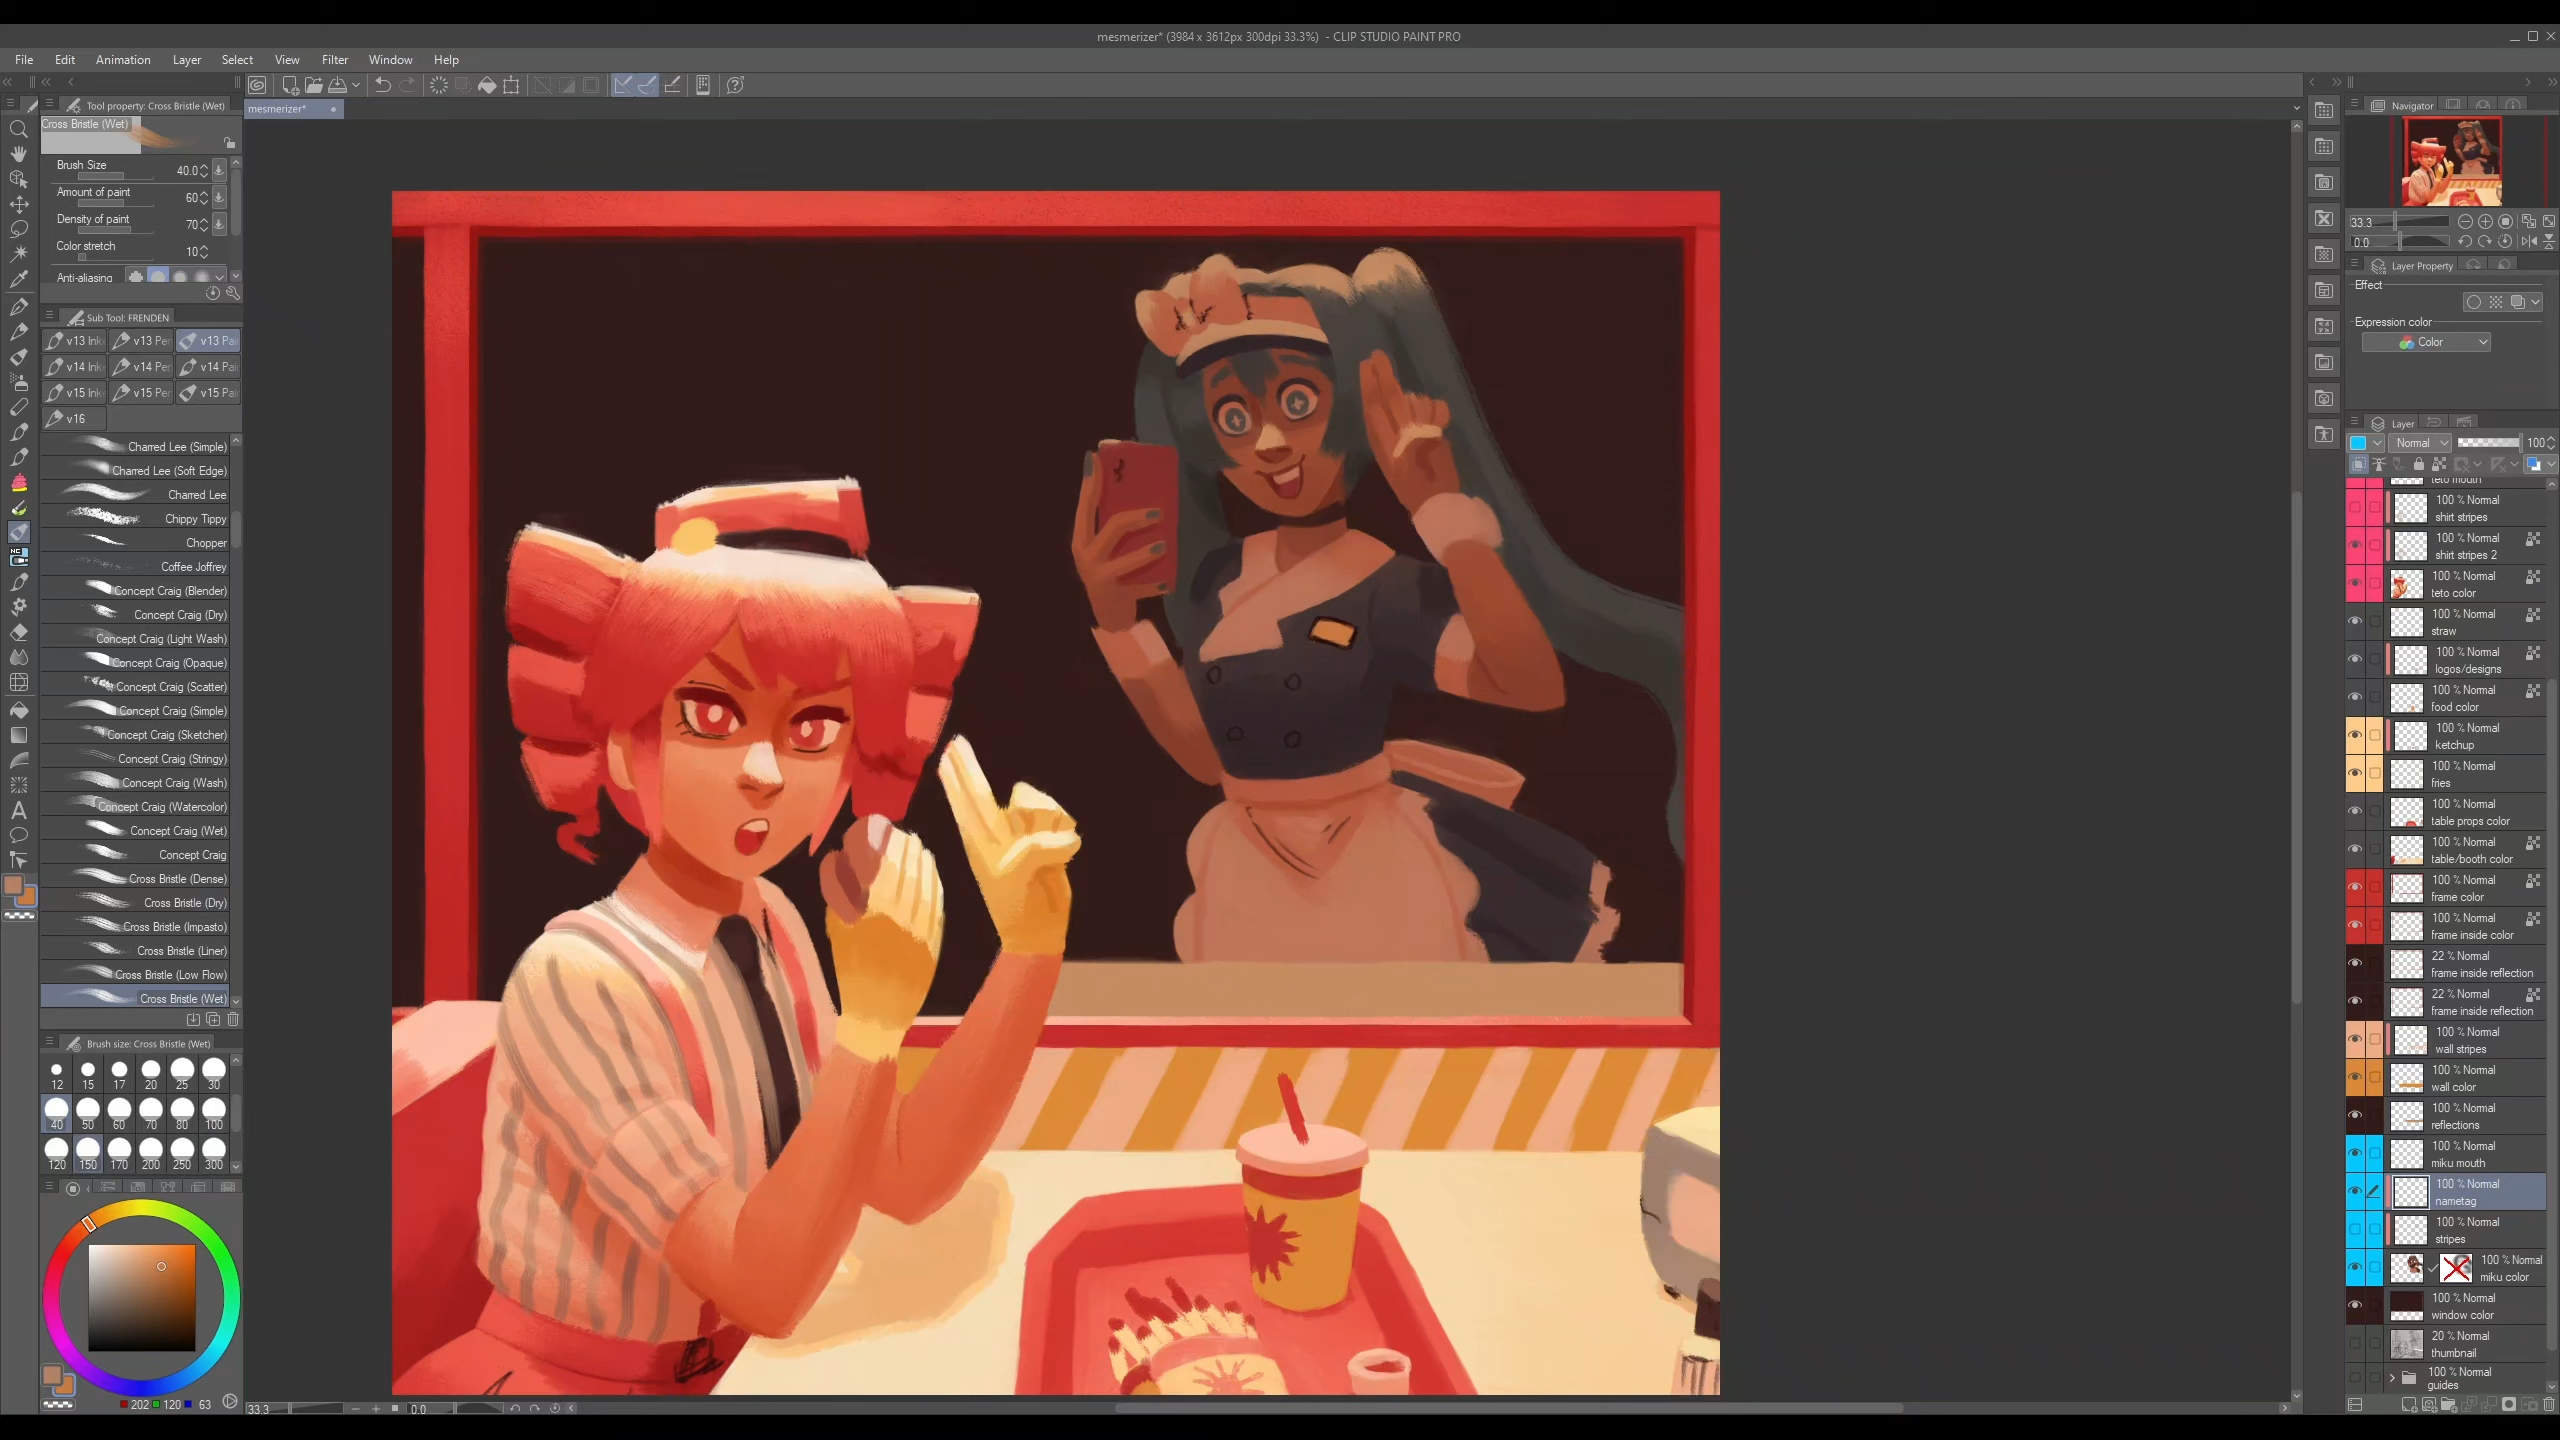 mesmerizer* (3984 x 3612px 300dpi 33.3%) - CLIP STUDIO PAINT PRO
File Edit Animation Layer Select View Filter Window Help
Tool property: Cross Bristle (Wet)
mesmerizer*
Cross Bristle (Wet)
Brush Size 40.0
Amount of paint 60
Density of paint 70
Color stretch 10
Anti-aliasing
Sub Tool: FRENDEN
v13 Ink v13 Per v13 Pai
v14 Ink v14 Per v14 Pai
v15 Ink v15 Per v15 Pai
v16
Charred Lee (Simple)
Charred Lee (Soft Edge)
Charred Lee
Chippy Tippy
Chopper
Coffee Joffrey
Concept Craig (Blender)
Concept Craig (Dry)
Concept Craig (Light Wash)
Concept Craig (Opaque)
Concept Craig (Scatter)
Concept Craig (Simple)
Concept Craig (Sketcher)
Concept Craig (Stringy)
Concept Craig (Wash)
Concept Craig (Watercolor)
Concept Craig (Wet)
Concept Craig
Cross Bristle (Dense)
Cross Bristle (Dry)
Cross Bristle (Impasto)
Cross Bristle (Liner)
Cross Bristle (Low Flow)
Cross Bristle (Wet)
Brush size: Cross Bristle (Wet)
12 15 17 20 25 30
40 50 60 70 80 100
120 150 170 200 250 300
202 120 63
33.3 0.0
Navigator
33.3
0.0
Layer Property
Effect
Expression color
Color
Layer
Normal 100
teto mouth
100 % Normal
shirt stripes
100 % Normal
shirt stripes 2
100 % Normal
teto color
100 % Normal
straw
100 % Normal
logos/designs
100 % Normal
food color
100 % Normal
ketchup
100 % Normal
fries
100 % Normal
table props color
100 % Normal
table/booth color
100 % Normal
frame color
100 % Normal
frame inside color
22 % Normal
frame inside reflection
22 % Normal
frame inside reflection
100 % Normal
wall stripes
100 % Normal
wall color
100 % Normal
reflections
100 % Normal
miku mouth
100 % Normal
nametag
100 % Normal
stripes
100 % Normal
miku color
100 % Normal
window color
20 % Normal
thumbnail
100 % Normal
guides